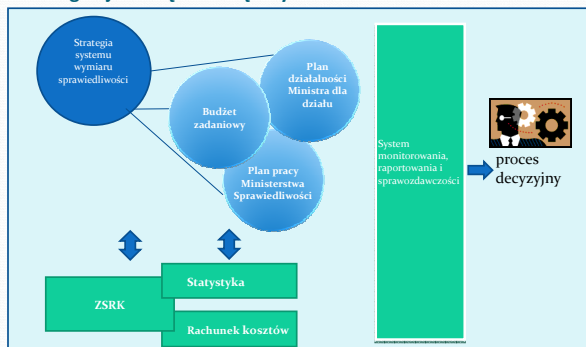 Strategia
systemu
wymiaru
sprawiedliwości
Plan
działalności
Ministra dla
działu
Budżet
zadaniowy
Plan pracy
Ministerstwa
Sprawiedliwości
System
monitorowania,
raportowania i
sprawozdawczości
proces
decyzyjny
Statystyka
ZSRK
Rachunek kosztów